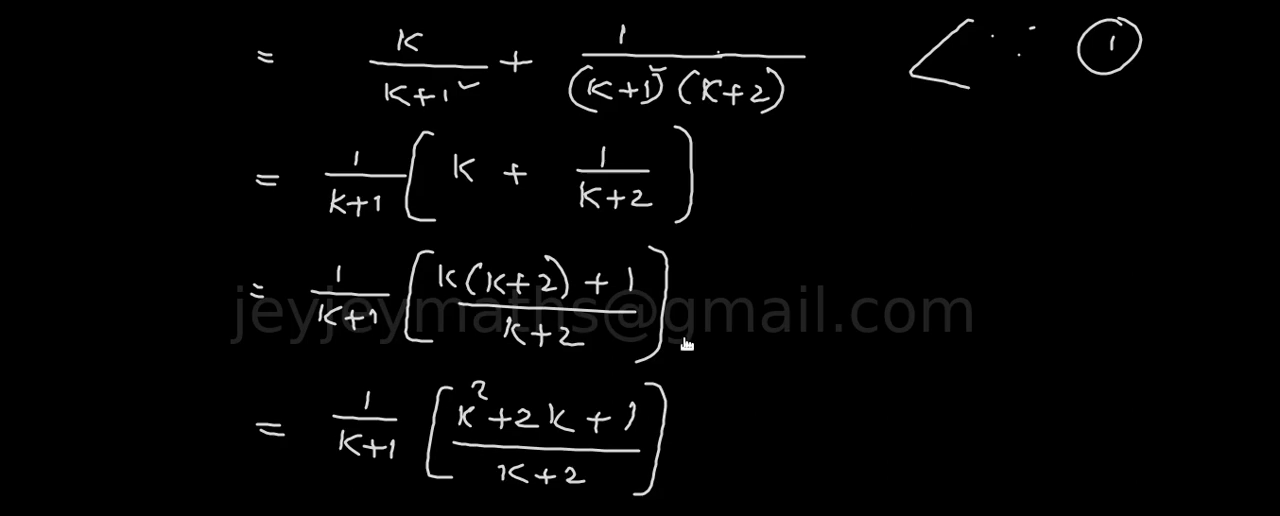 = K/(K+1) + 1/((K+1)(K+2)) < ∵ ①
= 1/(K+1) [ K + 1/(K+2) ]
= 1/(K+1) [ (K(K+2) + 1)/(K+2) ]
jeyjeymaths@gmail.com
= 1/(K+1) [ (K²+2K+1)/(K+2) ]